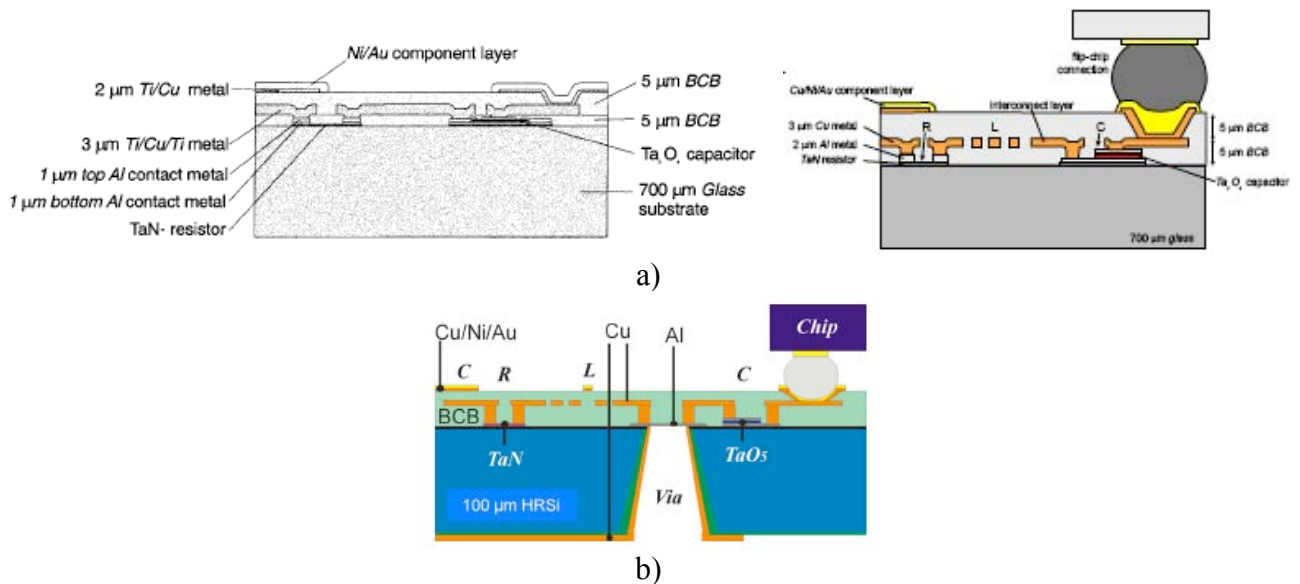 Ni/Au component layer
2 µm Ti/Cu metal
3 µm Ti/Cu/Ti metal
1 µm top Al contact metal
1 µm bottom Al contact metal
TaN- resistor
5 µm BCB
5 µm BCB
Ta O capacitor
700 µm Glass
substrate
flip-chip
connection
Cu/Ni/Au component layer
interconnect layer
3 µm Cu metal
2 µm Al metal
TaN resistor
R
L
C
5 µm BCB
5 µm BCB
Ta O capacitor
700 µm glass
a)
Cu/Ni/Au
Cu
Al
Chip
C
R
L
C
BCB
TaN
TaO5
Via
100 µm HRSi
b)